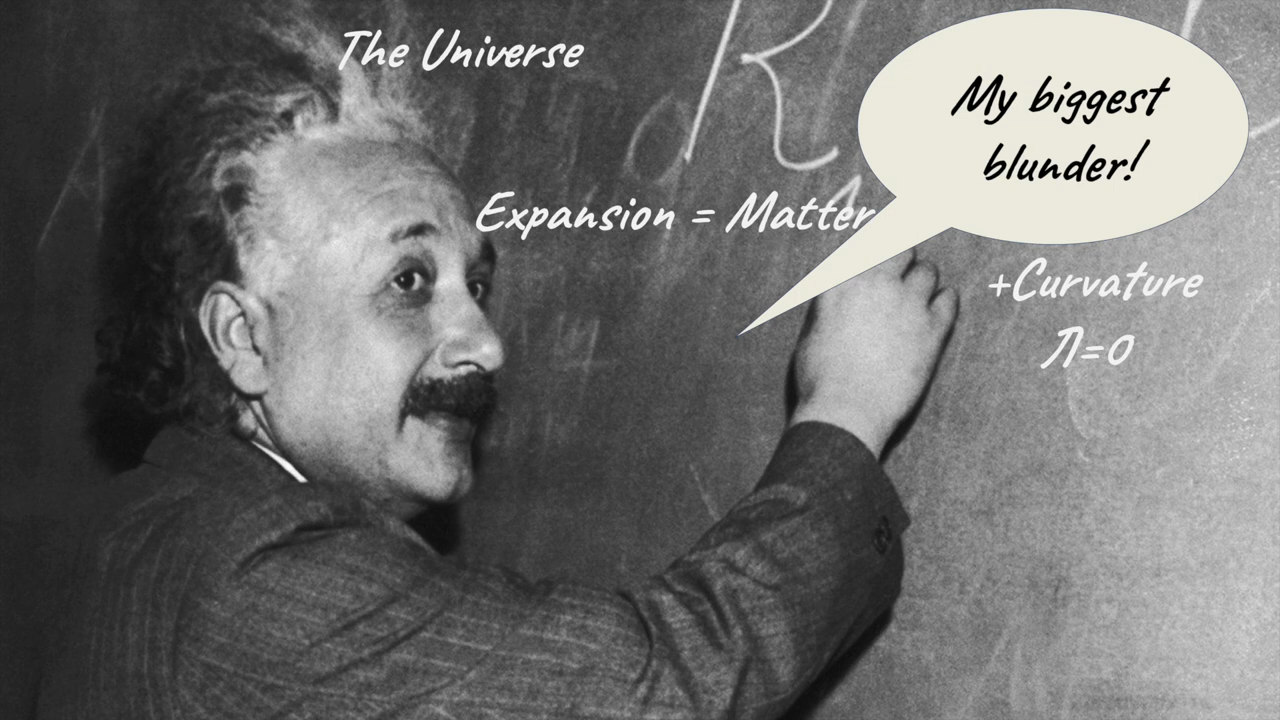 The Universe
My biggest
blunder!
Expansion = Matter
+Curvature
Л=0